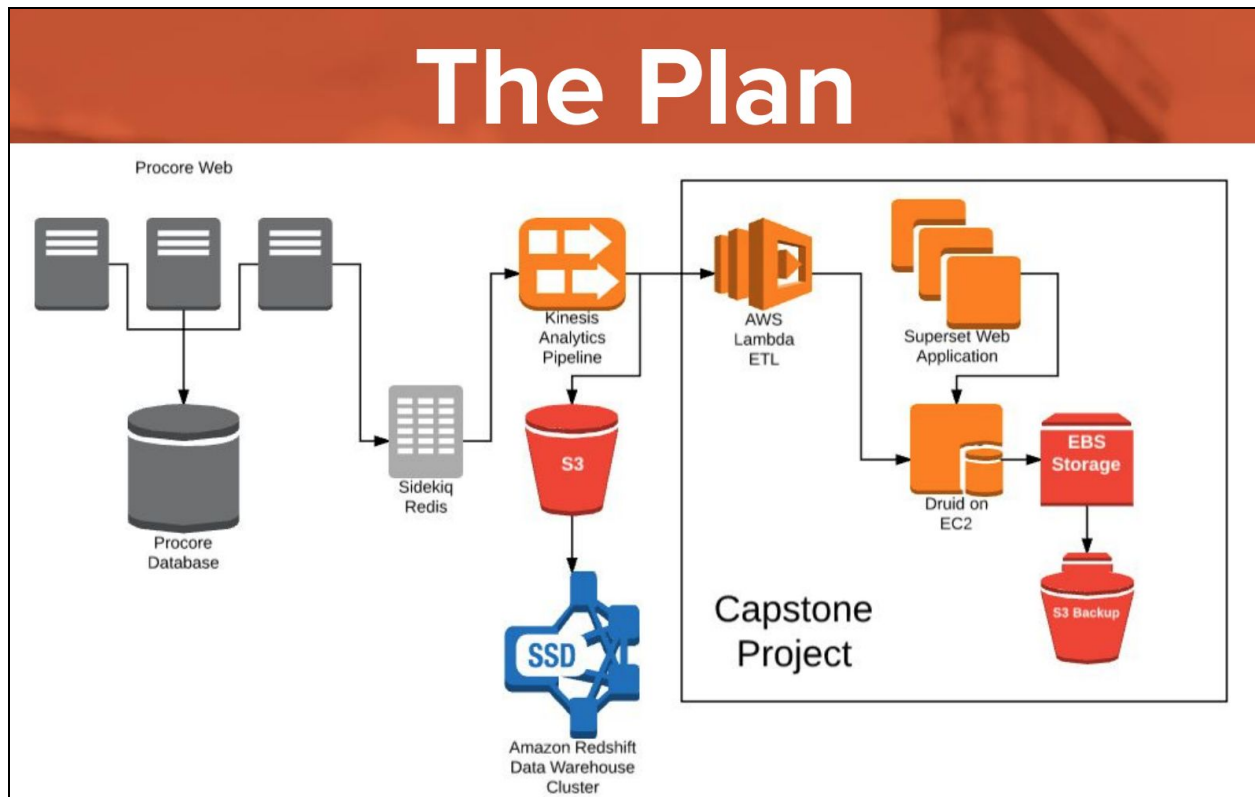 The Plan
Procore Web
Kinesis
Analytics
Pipeline
AWS
Lambda
ETL
Superset Web
Application
S3
EBS
Storage
Sidekiq
Redis
Druid on
EC2
Procore
Database
S3 Backup
Capstone
Project
SSD
Amazon Redshift
Data Warehouse
Cluster